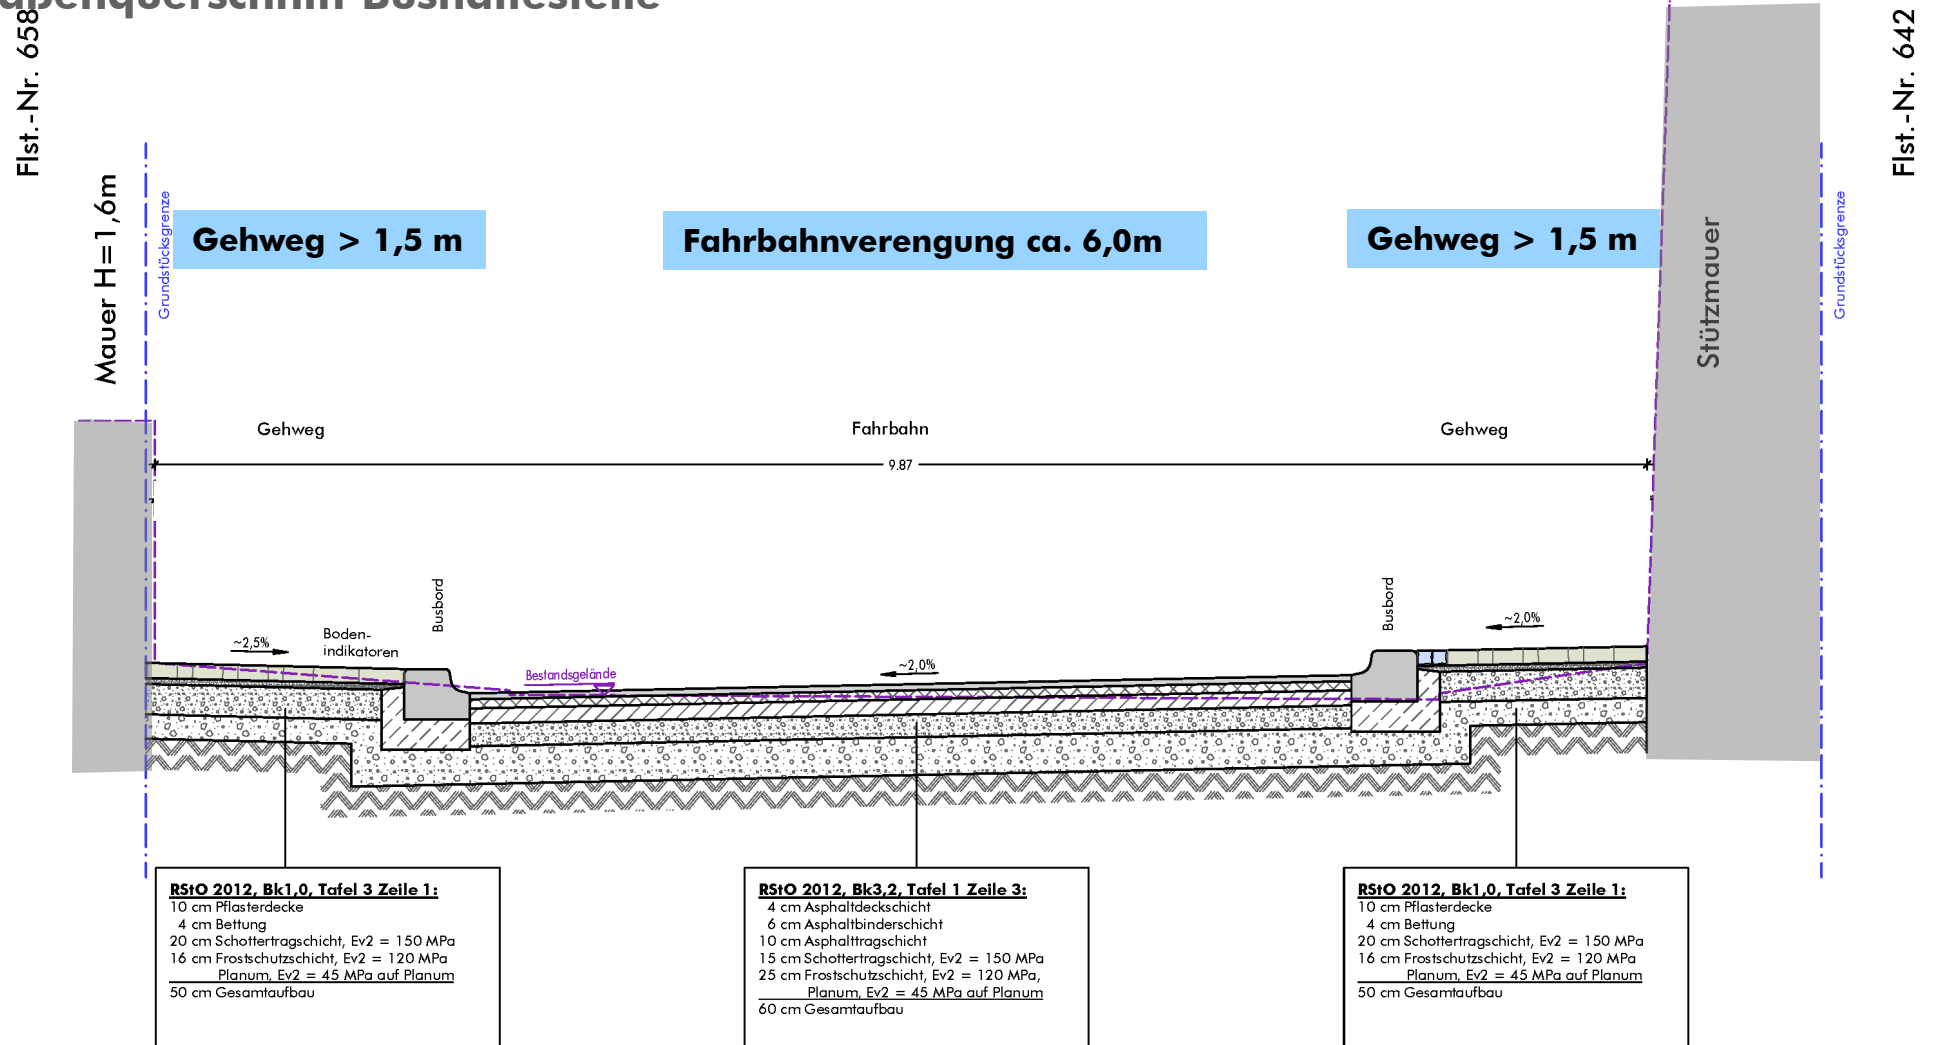 Flst.-Nr. 658
Flst.-Nr. 642
Mauer H=1,6m
Grundstücksgrenze
Gehweg > 1,5 m
Fahrbahnverengung ca. 6,0m
Gehweg > 1,5 m
Stützmauer
Grundstücksgrenze
Gehweg
Fahrbahn
Gehweg
9.87
Busbord
Busbord
~2,5%
Boden-
indikatoren
Bestandsgelände
~2,0%
~2,0%
RStO 2012, Bk1,0, Tafel 3 Zeile 1:
10 cm Pflasterdecke
4 cm Bettung
20 cm Schottertragschicht, Ev2 = 150 MPa
16 cm Frostschutzschicht, Ev2 = 120 MPa
Planum, Ev2 = 45 MPa auf Planum
50 cm Gesamtaufbau
RStO 2012, Bk3,2, Tafel 1 Zeile 3:
4 cm Asphaltdeckschicht
6 cm Asphaltbinderschicht
10 cm Asphalttragschicht
15 cm Schottertragschicht, Ev2 = 150 MPa
25 cm Frostschutzschicht, Ev2 = 120 MPa,
Planum, Ev2 = 45 MPa auf Planum
60 cm Gesamtaufbau
RStO 2012, Bk1,0, Tafel 3 Zeile 1:
10 cm Pflasterdecke
4 cm Bettung
20 cm Schottertragschicht, Ev2 = 150 MPa
16 cm Frostschutzschicht, Ev2 = 120 MPa
Planum, Ev2 = 45 MPa auf Planum
50 cm Gesamtaufbau